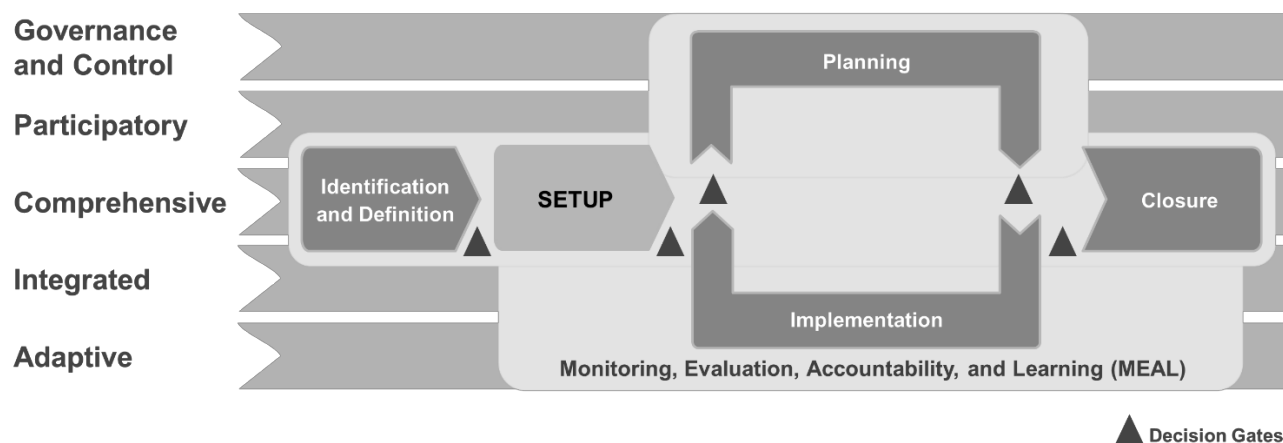 Governance
and Control
Planning
Participatory
Identification
and Definition
SETUP
Comprehensive
Closure
Integrated
Implementation
Adaptive
Monitoring, Evaluation, Accountability, and Learning (MEAL)
Decision Gates